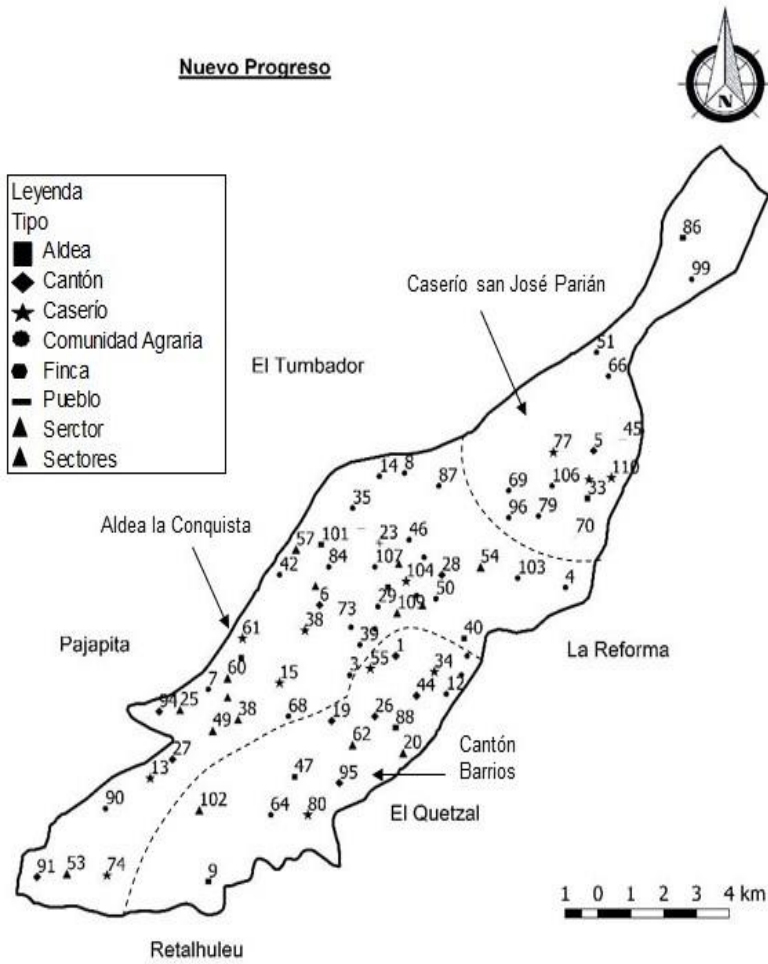 Nuevo Progreso
N
Leyenda
Tipo
Aldea
Cantón
Caserío
Comunidad Agraria
Finca
Pueblo
Serctor
Sectores
86
99
Caserío san José Parián
51
El Tumbador
66
77 5 45
14 8
87 69 106 110
33
35
96 79 70
Aldea la Conquista
57 101 23 46
42 84 107 104 28 54 103 4
6 29 109 50
73
38 39 40
61
Pajapita
La Reforma
1
60 15 3 55 34
7 44 12
94 25 38 68 19 26 88
49 62 20
27 Cantón
13 47 95 Barrios
90 102 64 80 El Quetzal
91 53 74 9
1 0 1 2 3 4 km
Retalhuleu